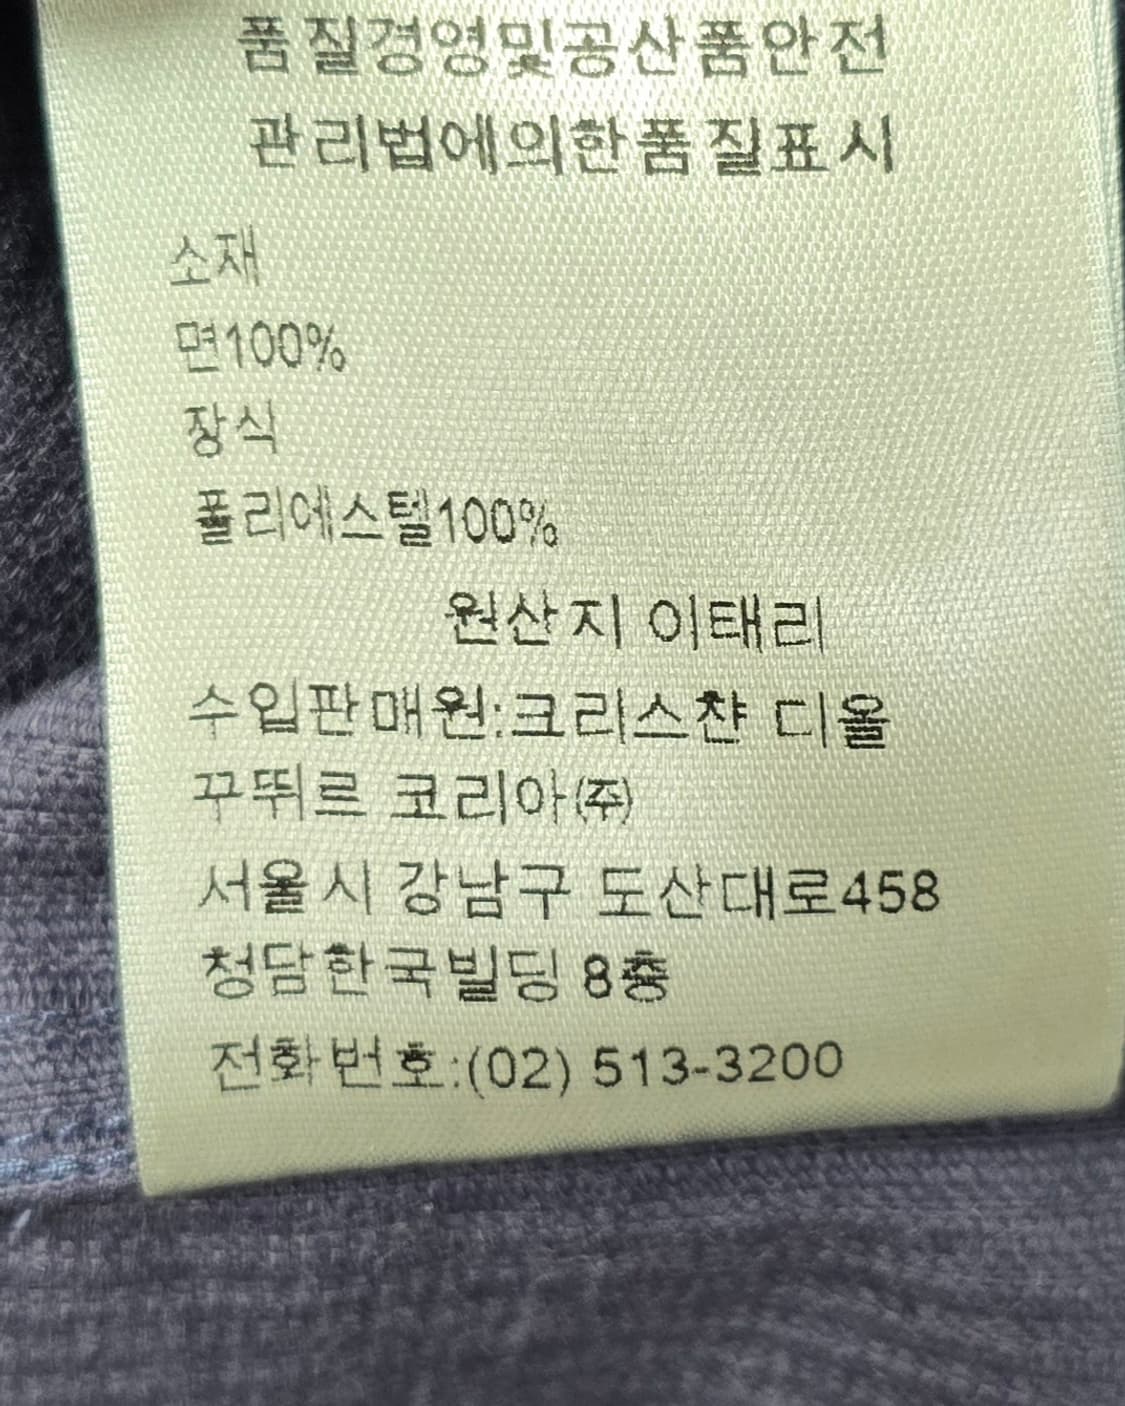 품질경영및공산품안전
관리법에의한품질표시
소재
면100%
장식
폴리에스텔100%
원산지 이태리
수입판매원:크리스챤 디올
꾸뛰르 코리아㈜
서울시 강남구 도산대로458
청담한국빌딩 8층
전화번호:(02) 513-3200